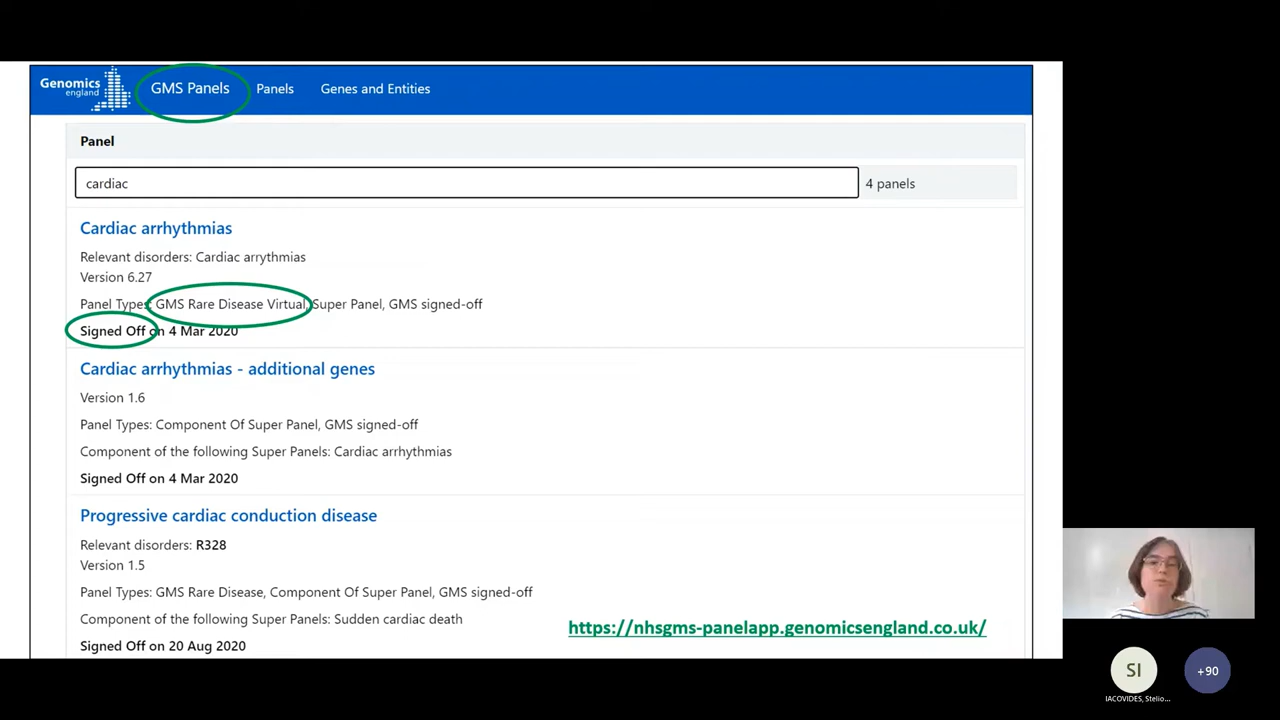 Genomics
england
GMS Panels Panels Genes and Entities
Panel
cardiac 4 panels
Cardiac arrhythmias
Relevant disorders: Cardiac arrythmias
Version 6.27
Panel Types: GMS Rare Disease Virtual, Super Panel, GMS signed-off
Signed Off on 4 Mar 2020
Cardiac arrhythmias - additional genes
Version 1.6
Panel Types: Component Of Super Panel, GMS signed-off
Component of the following Super Panels: Cardiac arrhythmias
Signed Off on 4 Mar 2020
Progressive cardiac conduction disease
Relevant disorders: R328
Version 1.5
Panel Types: GMS Rare Disease, Component Of Super Panel, GMS signed-off
Component of the following Super Panels: Sudden cardiac death
https://nhsgms-panelapp.genomicsengland.co.uk/
Signed Off on 20 Aug 2020
SI
+90
IACOVIDES, Stelio...